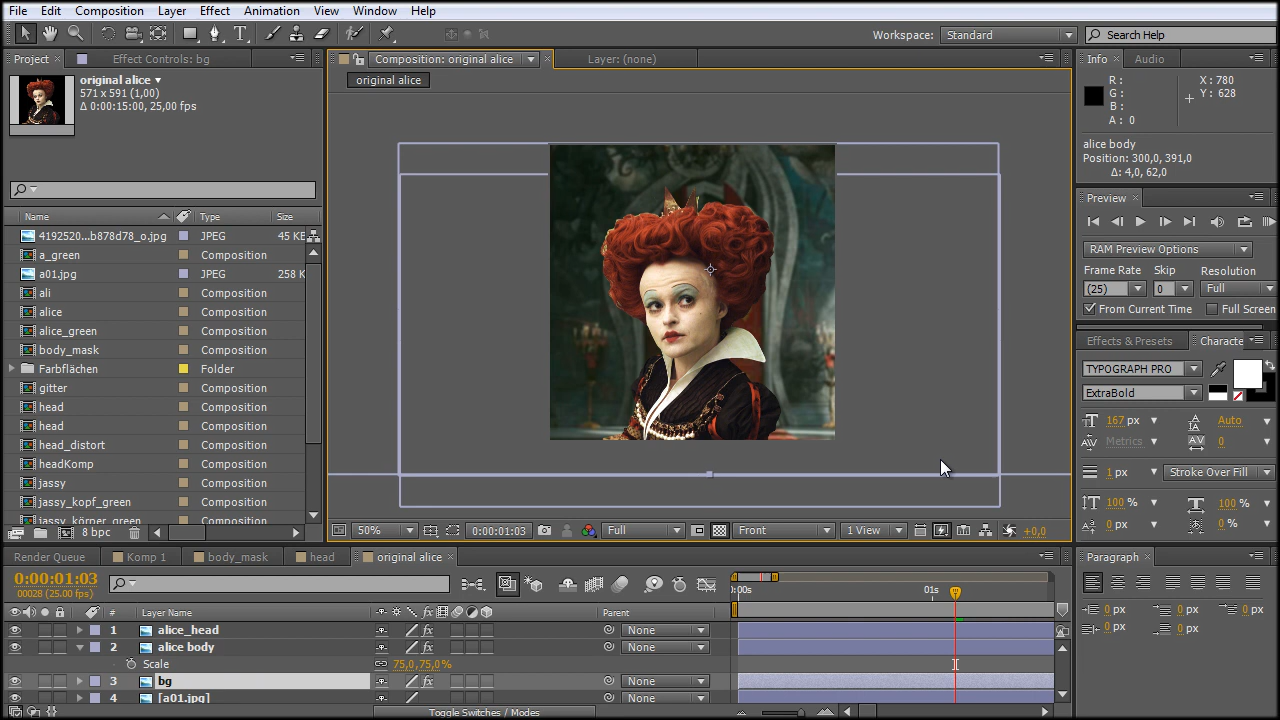 File Edit Composition Layer Effect Animation View Window Help
Workspace: Standard Search Help
Project Effect Controls: bg Composition: original alice Layer: (none) Info Audio
original alice
571 x 591 (1,00)
Δ 0:00:15:00, 25,00 fps
original alice
R :
G :
B :
A : 0
X : 780
Y : 628
alice body
Position: 300,0, 391,0
Δ: 4,0, 62,0
Preview
RAM Preview Options
Frame Rate Skip Resolution
(25) 0 Full
From Current Time Full Screen
Effects & Presets Characte
TYPOGRAPH PRO
ExtraBold
167 px Auto
Metrics 0
1 px Stroke Over Fill
100 % 100 %
0 px 0 %
Name Type Size
4192520...b878d78_o.jpg JPEG 45 KE
a_green Composition
a01.jpg JPEG 258 K
ali Composition
alice Composition
alice_green Composition
body_mask Composition
Farbflächen Folder
gitter Composition
head Composition
head Composition
head_distort Composition
headKomp Composition
jassy Composition
jassy_kopf_green Composition
jassy_körper_green Composition
8 bpc
50% 0:00:01:03 Full Front 1 View +0,0
Render Queue Komp 1 body_mask head original alice
0:00:01:03
00028 (25.00 fps)
):00s 01s
# Layer Name Parent
1 alice_head None
2 alice body None
Scale 75,0,75,0%
3 bg None
4 [a01.jpg] None
Toggle Switches / Modes
Paragraph
0 px 0 px 0 px
0 px 0 px